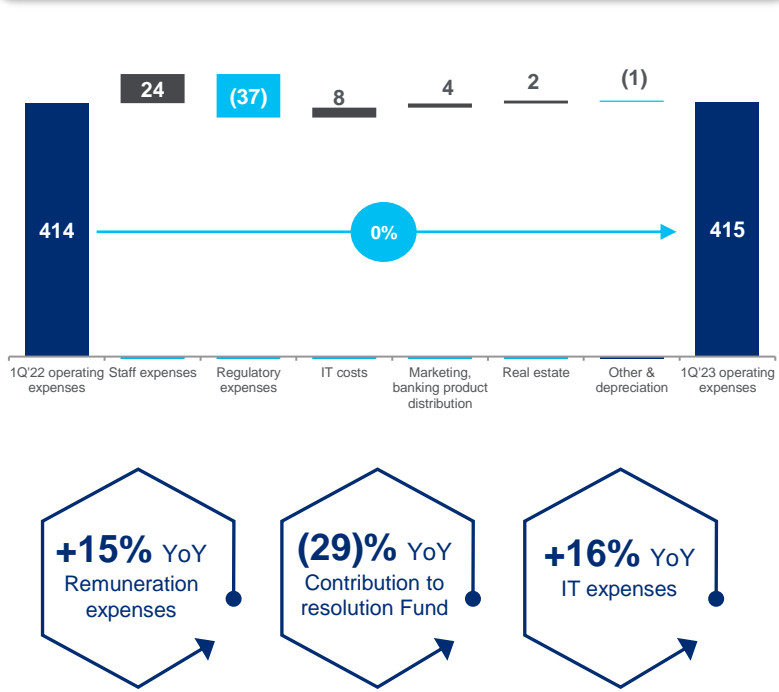 24
(37)
8
4
2
(1)
414
0%
415
1Q'22 operating
expenses
Staff expenses
Regulatory
expenses
IT costs
Marketing,
banking product
distribution
Real estate
Other &
depreciation
1Q'23 operating
expenses
+15% YoY
Remuneration
expenses
(29)% YoY
Contribution to
resolution Fund
+16% YoY
IT expenses